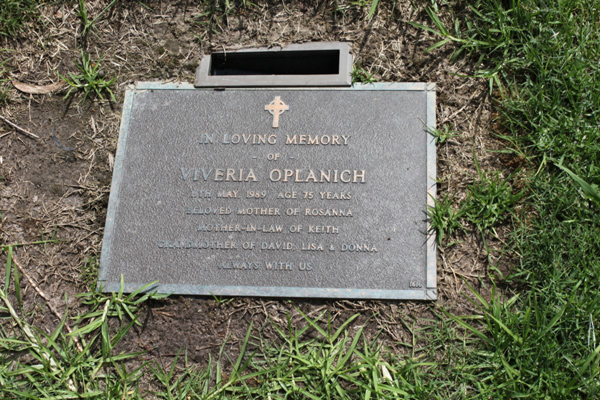 IN LOVING MEMORY
- OF -
VIVERIA OPLANICH
MAY, 1989. AGE 75 YEARS
BELOVED MOTHER OF ROSANNA
MOTHER-IN-LAW OF KEITH
GRANDMOTHER OF DAVID, LISA & DONNA
ALWAYS WITH US